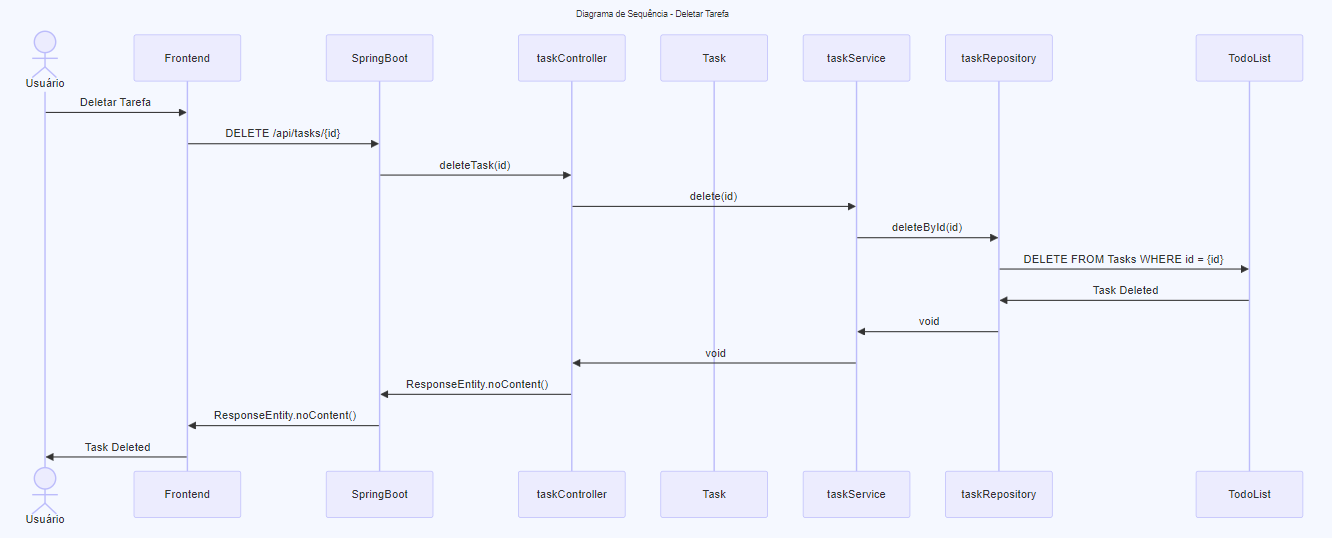 Diagrama de Sequência - Deletar Tarefa
Usuário
Frontend
SpringBoot
taskController
Task
taskService
taskRepository
TodoList
Deletar Tarefa
DELETE /api/tasks/{id}
deleteTask(id)
delete(id)
deleteById(id)
DELETE FROM Tasks WHERE id = {id}
Task Deleted
void
void
ResponseEntity.noContent()
ResponseEntity.noContent()
Task Deleted
Usuário
Frontend
SpringBoot
taskController
Task
taskService
taskRepository
TodoList